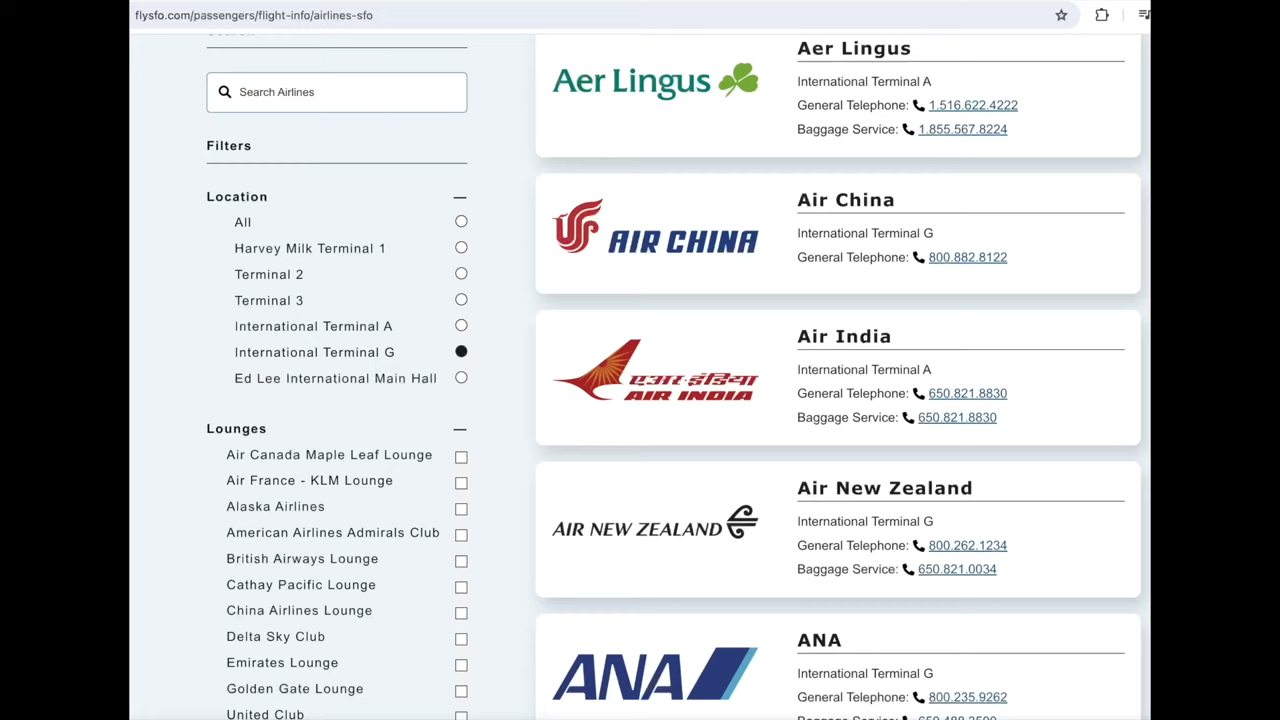 flysfo.com/passengers/flight-info/airlines-sfo
Search Airlines
Filters
Location
All
Harvey Milk Terminal 1
Terminal 2
Terminal 3
International Terminal A
International Terminal G
Ed Lee International Main Hall
Lounges
Air Canada Maple Leaf Lounge
Air France - KLM Lounge
Alaska Airlines
American Airlines Admirals Club
British Airways Lounge
Cathay Pacific Lounge
China Airlines Lounge
Delta Sky Club
Emirates Lounge
Golden Gate Lounge
United Club
Aer Lingus
Aer Lingus
International Terminal A
General Telephone: 1.516.622.4222
Baggage Service: 1.855.567.8224
AIR CHINA
Air China
International Terminal G
General Telephone: 800.882.8122
एअर इंडिया
AIR INDIA
Air India
International Terminal A
General Telephone: 650.821.8830
Baggage Service: 650.821.8830
AIR NEW ZEALAND
Air New Zealand
International Terminal G
General Telephone: 800.262.1234
Baggage Service: 650.821.0034
ANA
ANA
International Terminal G
General Telephone: 800.235.9262
Baggage Service: